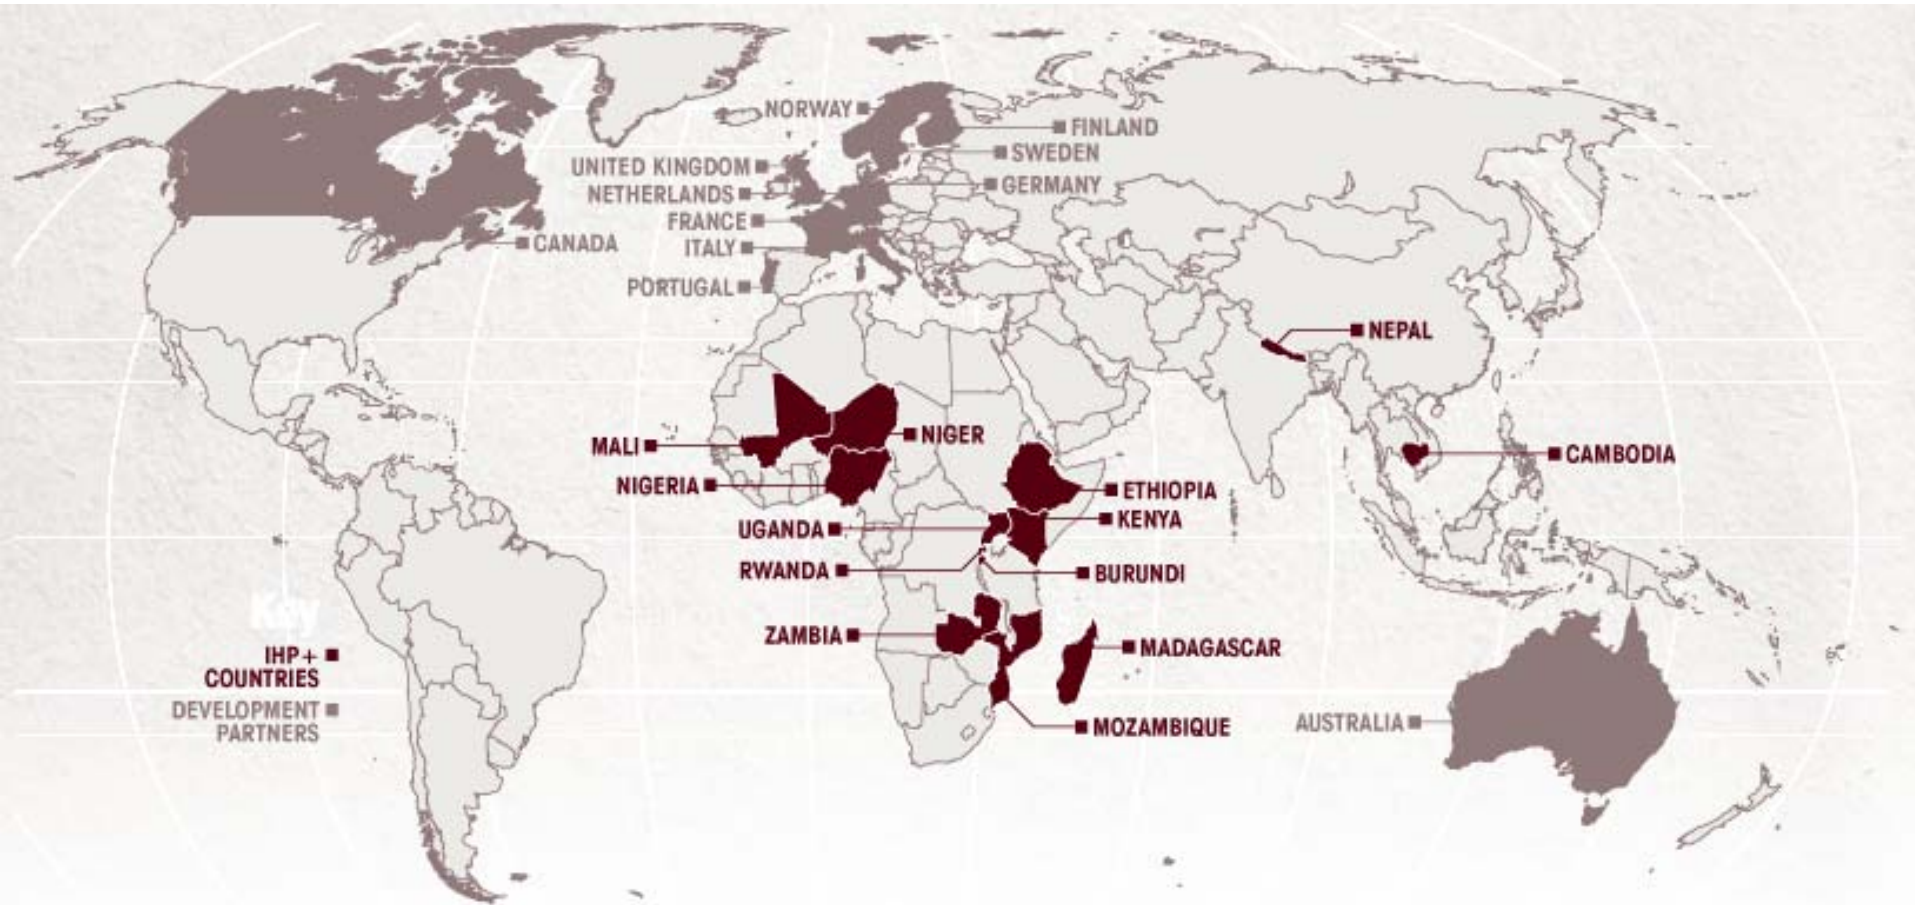 NORWAY
FINLAND
SWEDEN
UNITED KINGDOM
GERMANY
NETHERLANDS
FRANCE
CANADA
ITALY
PORTUGAL
NEPAL
NIGER
MALI
CAMBODIA
NIGERIA
ETHIOPIA
KENYA
UGANDA
RWANDA
BURUNDI
Key
ZAMBIA
MADAGASCAR
IHP+
COUNTRIES
DEVELOPMENT
PARTNERS
AUSTRALIA
MOZAMBIQUE